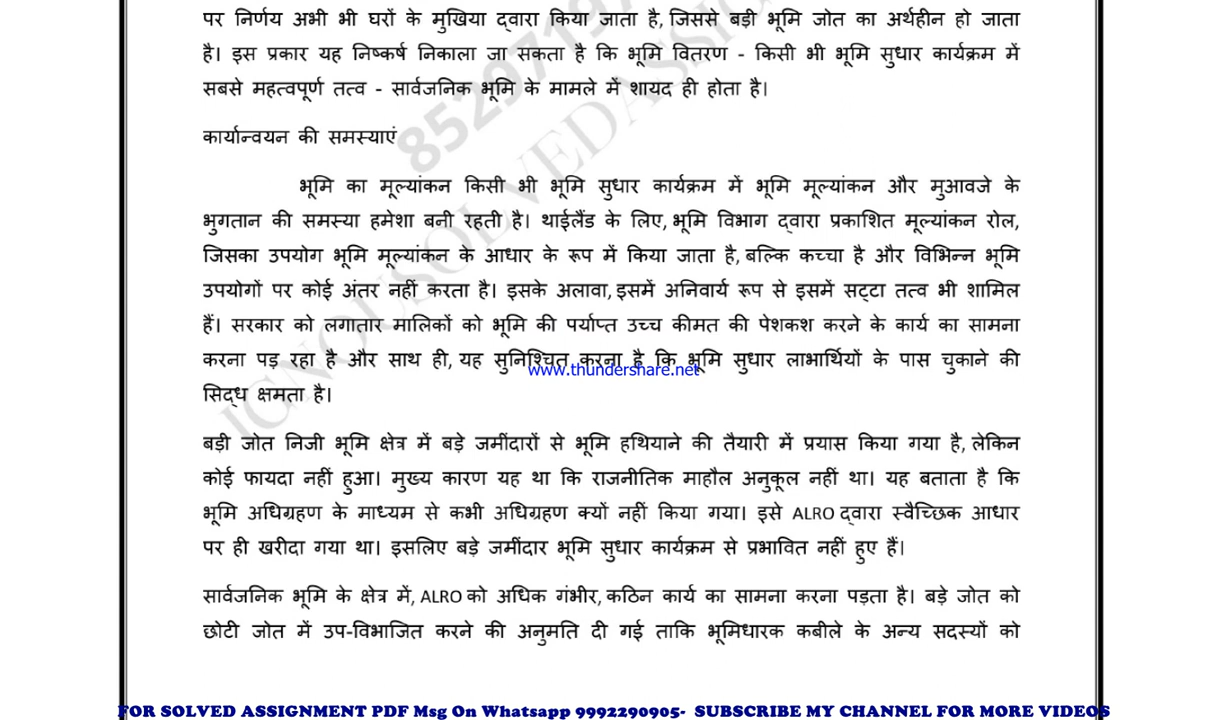 पर निर्णय अभी भी घरों के मुखिया द्वारा किया जाता है, जिससे बड़ी भूमि जोत का अर्थहीन हो जाता
है। इस प्रकार यह निष्कर्ष निकाला जा सकता है कि भूमि वितरण - किसी भी भूमि सुधार कार्यक्रम में
सबसे महत्वपूर्ण तत्व - सार्वजनिक भूमि के मामले में शायद ही होता है।
कार्यान्वयन की समस्याएं
भूमि का मूल्यांकन किसी भी भूमि सुधार कार्यक्रम में भूमि मूल्यांकन और मुआवजे के
भुगतान की समस्या हमेशा बनी रहती है। थाईलैंड के लिए, भूमि विभाग द्वारा प्रकाशित मूल्यांकन रोल,
जिसका उपयोग भूमि मूल्यांकन के आधार के रूप में किया जाता है, बल्कि कच्चा है और विभिन्न भूमि
उपयोगों पर कोई अंतर नहीं करता है। इसके अलावा, इसमें अनिवार्य रूप से इसमें सट्टा तत्व भी शामिल
हैं। सरकार को लगातार मालिकों को भूमि की पर्याप्त उच्च कीमत की पेशकश करने के कार्य का सामना
करना पड़ रहा है और साथ ही, यह सुनिश्चित करना है कि भूमि सुधार लाभार्थियों के पास चुकाने की
www.thundershare.net
सिद्ध क्षमता है।
बड़ी जोत निजी भूमि क्षेत्र में बड़े जमींदारों से भूमि हथियाने की तैयारी में प्रयास किया गया है, लेकिन
कोई फायदा नहीं हुआ। मुख्य कारण यह था कि राजनीतिक माहौल अनुकूल नहीं था। यह बताता है कि
भूमि अधिग्रहण के माध्यम से कभी अधिग्रहण क्यों नहीं किया गया। इसे ALRO द्वारा स्वैच्छिक आधार
पर ही खरीदा गया था। इसलिए बड़े जमींदार भूमि सुधार कार्यक्रम से प्रभावित नहीं हुए हैं।
सार्वजनिक भूमि के क्षेत्र में, ALRO को अधिक गंभीर, कठिन कार्य का सामना करना पड़ता है। बड़े जोत को
छोटी जोत में उप-विभाजित करने की अनुमति दी गई ताकि भूमिधारक कबीले के अन्य सदस्यों को
FOR SOLVED ASSIGNMENT PDF Msg On Whatsapp 9992290905- SUBSCRIBE MY CHANNEL FOR MORE VIDEOS